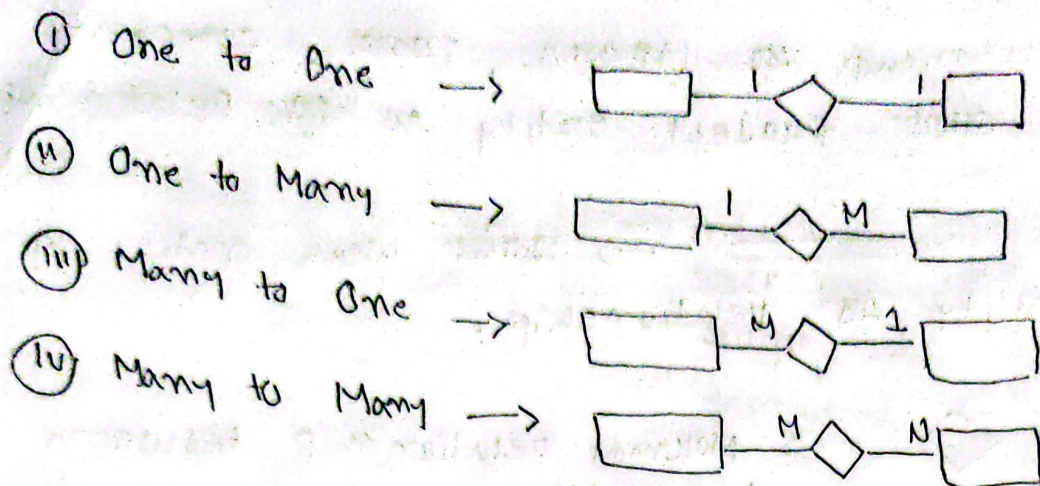 (i) One to One → 1 1
(ii) One to Many → 1 M
(iii) Many to One → M 1
(iv) Many to Many → M N